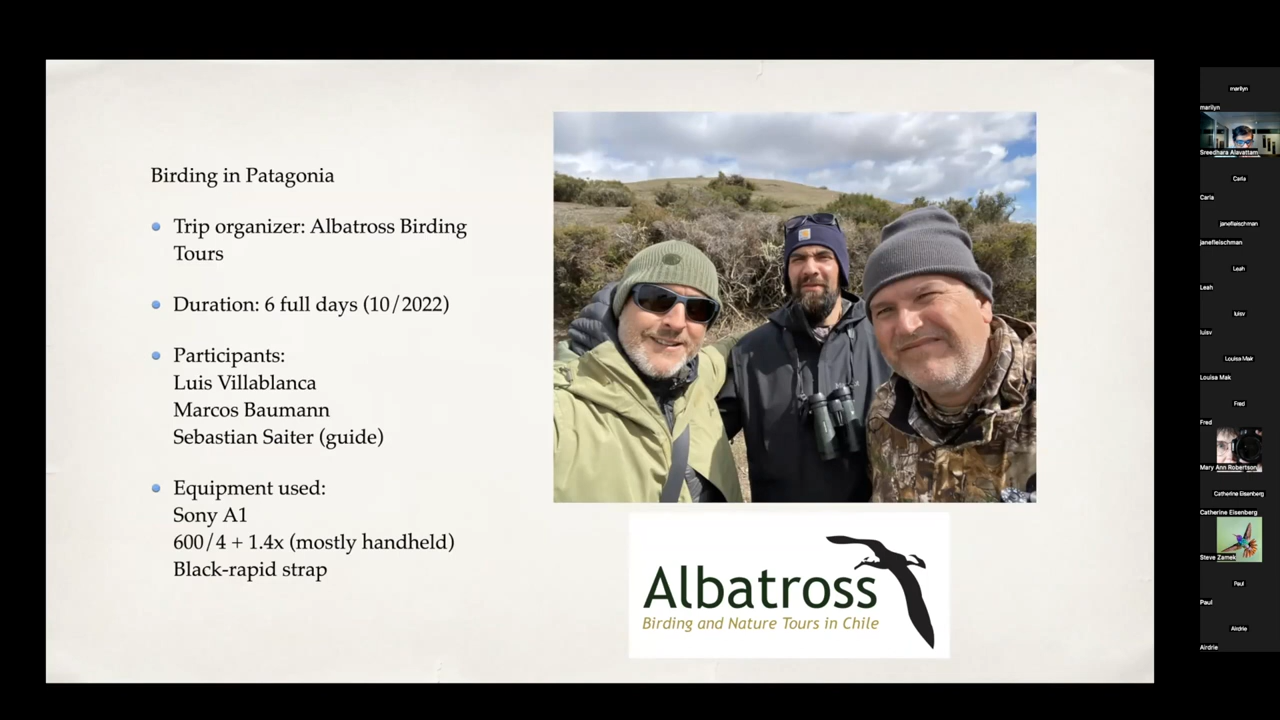 Birding in Patagonia
Trip organizer: Albatross Birding
Tours
Duration: 6 full days (10/2022)
Participants:
Luis Villablanca
Marcos Baumann
Sebastian Saiter (guide)
Equipment used:
Sony A1
600/4 + 1.4x (mostly handheld)
Black-rapid strap
Albatross
Birding and Nature Tours in Chile
marilyn
marilyn
Sreedhara Alavattam
Carla
Carla
janefleischman
janefleischman
Leah
Leah
luisv
luisv
Louisa Mak
Louisa Mak
Fred
Fred
Mary Ann Robertson
Catherine Eisenberg
Catherine Eisenberg
Steve Zamek
Paul
Paul
Airdrie
Airdrie